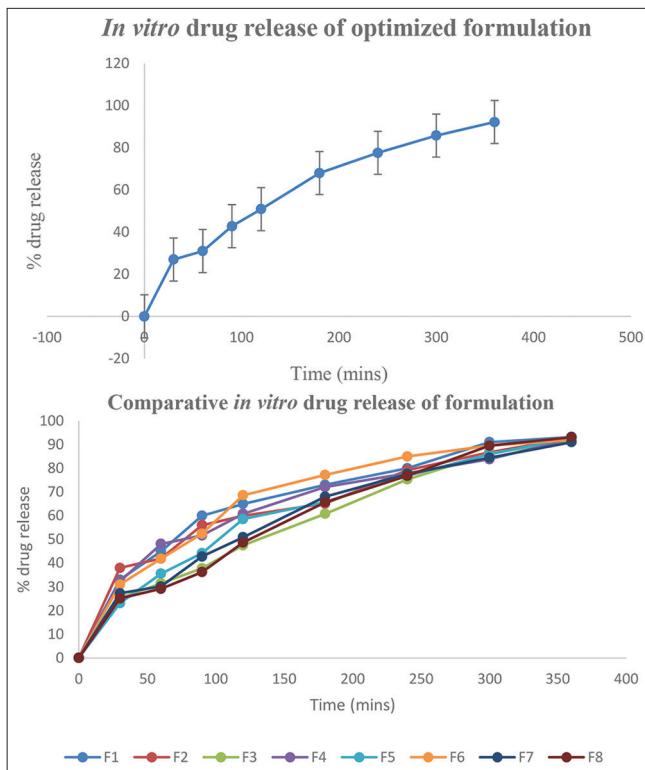 In vitro drug release of optimized formulation
120
100
80
60
40
20
0
-20
% drug release
-100 0 100 200 300 400 500
Time (mins)
Comparative in vitro drug release of formulation
100
90
80
70
60
50
40
30
20
10
0
% drug release
0 50 100 150 200 250 300 350 400
Time (mins)
F1 F2 F3 F4 F5 F6 F7 F8